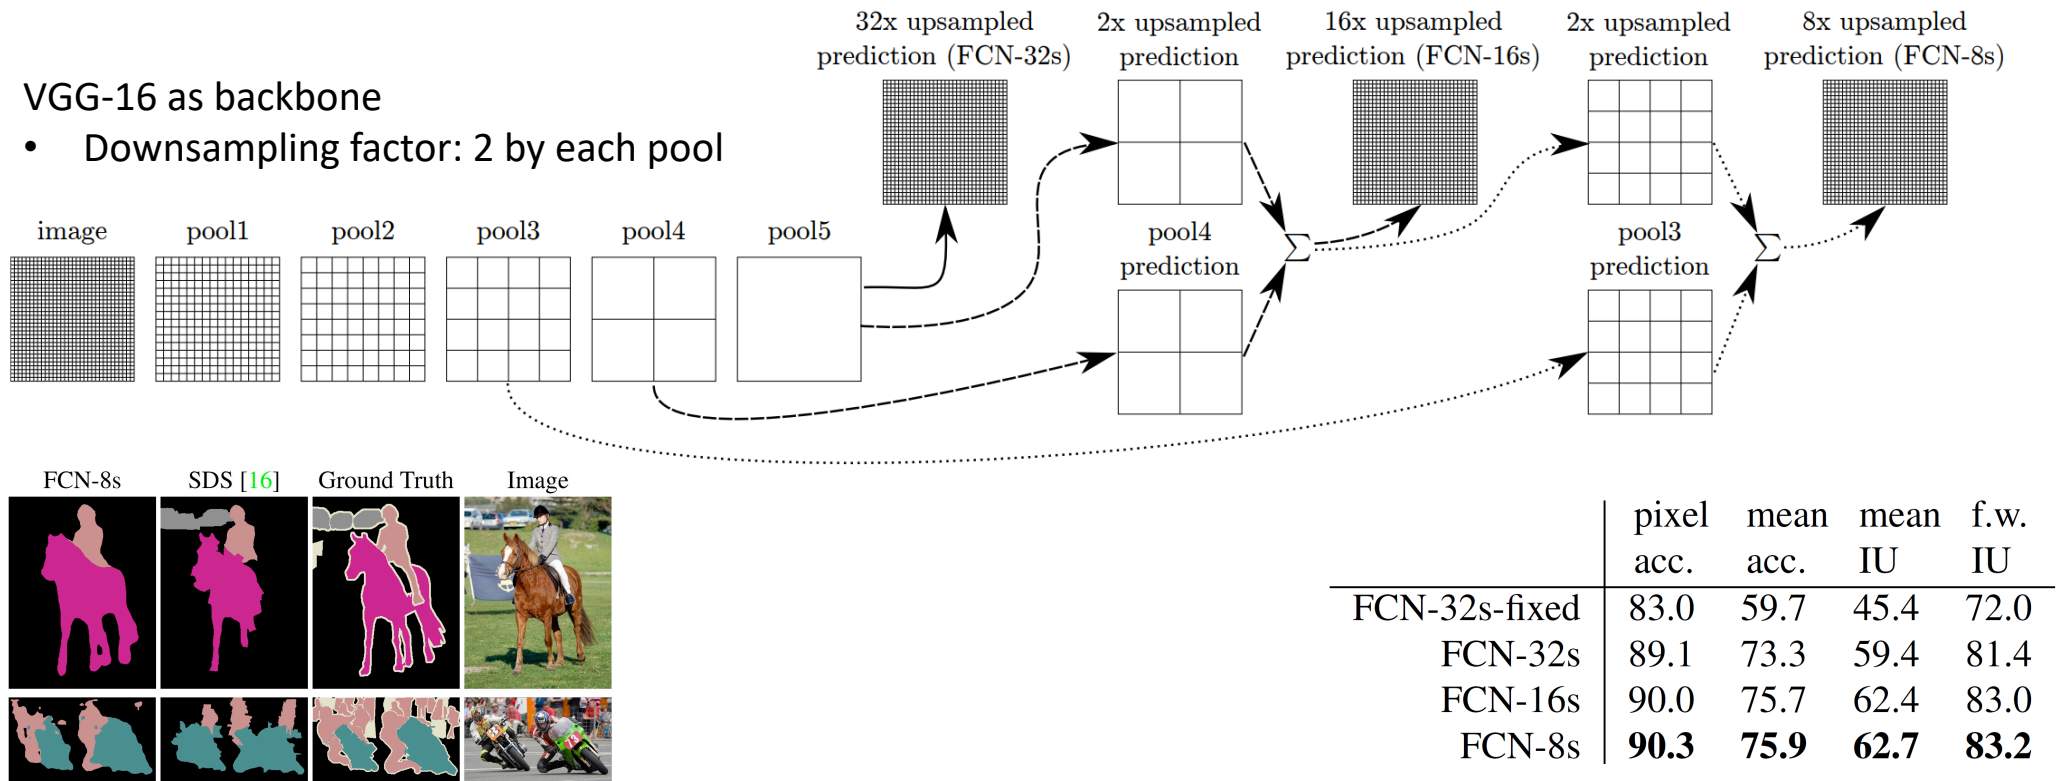 32x upsampled
prediction (FCN-32s)
2x upsampled
prediction
16x upsampled
prediction (FCN-16s)
2x upsampled
prediction
8x upsampled
prediction (FCN-8s)
VGG-16 as backbone
• Downsampling factor: 2 by each pool
image
pool1
pool2
pool3
pool4
pool5
pool4
prediction
∑
pool3
prediction
∑
FCN-8s SDS [16] Ground Truth Image
pixel mean mean f.w.
acc. acc. IU IU
FCN-32s-fixed 83.0 59.7 45.4 72.0
FCN-32s 89.1 73.3 59.4 81.4
FCN-16s 90.0 75.7 62.4 83.0
FCN-8s 90.3 75.9 62.7 83.2